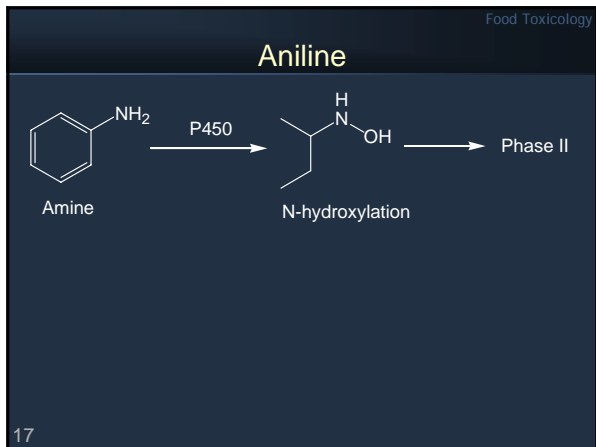 Food Toxicology
Aniline
NH2
P450
H
N
OH
Phase II
Amine
N-hydroxylation
17